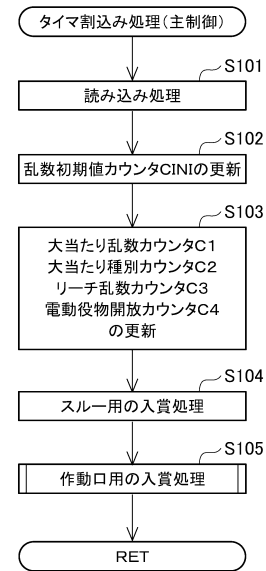 タイマ割込み処理（主制御）
S101
読み込み処理
S102
乱数初期値カウンタCINIの更新
S103
大当たり乱数カウンタC1
大当たり種別カウンタC2
リーチ乱数カウンタC3
電動役物開放カウンタC4
の更新
S104
スルー用の入賞処理
S105
作動口用の入賞処理
RET